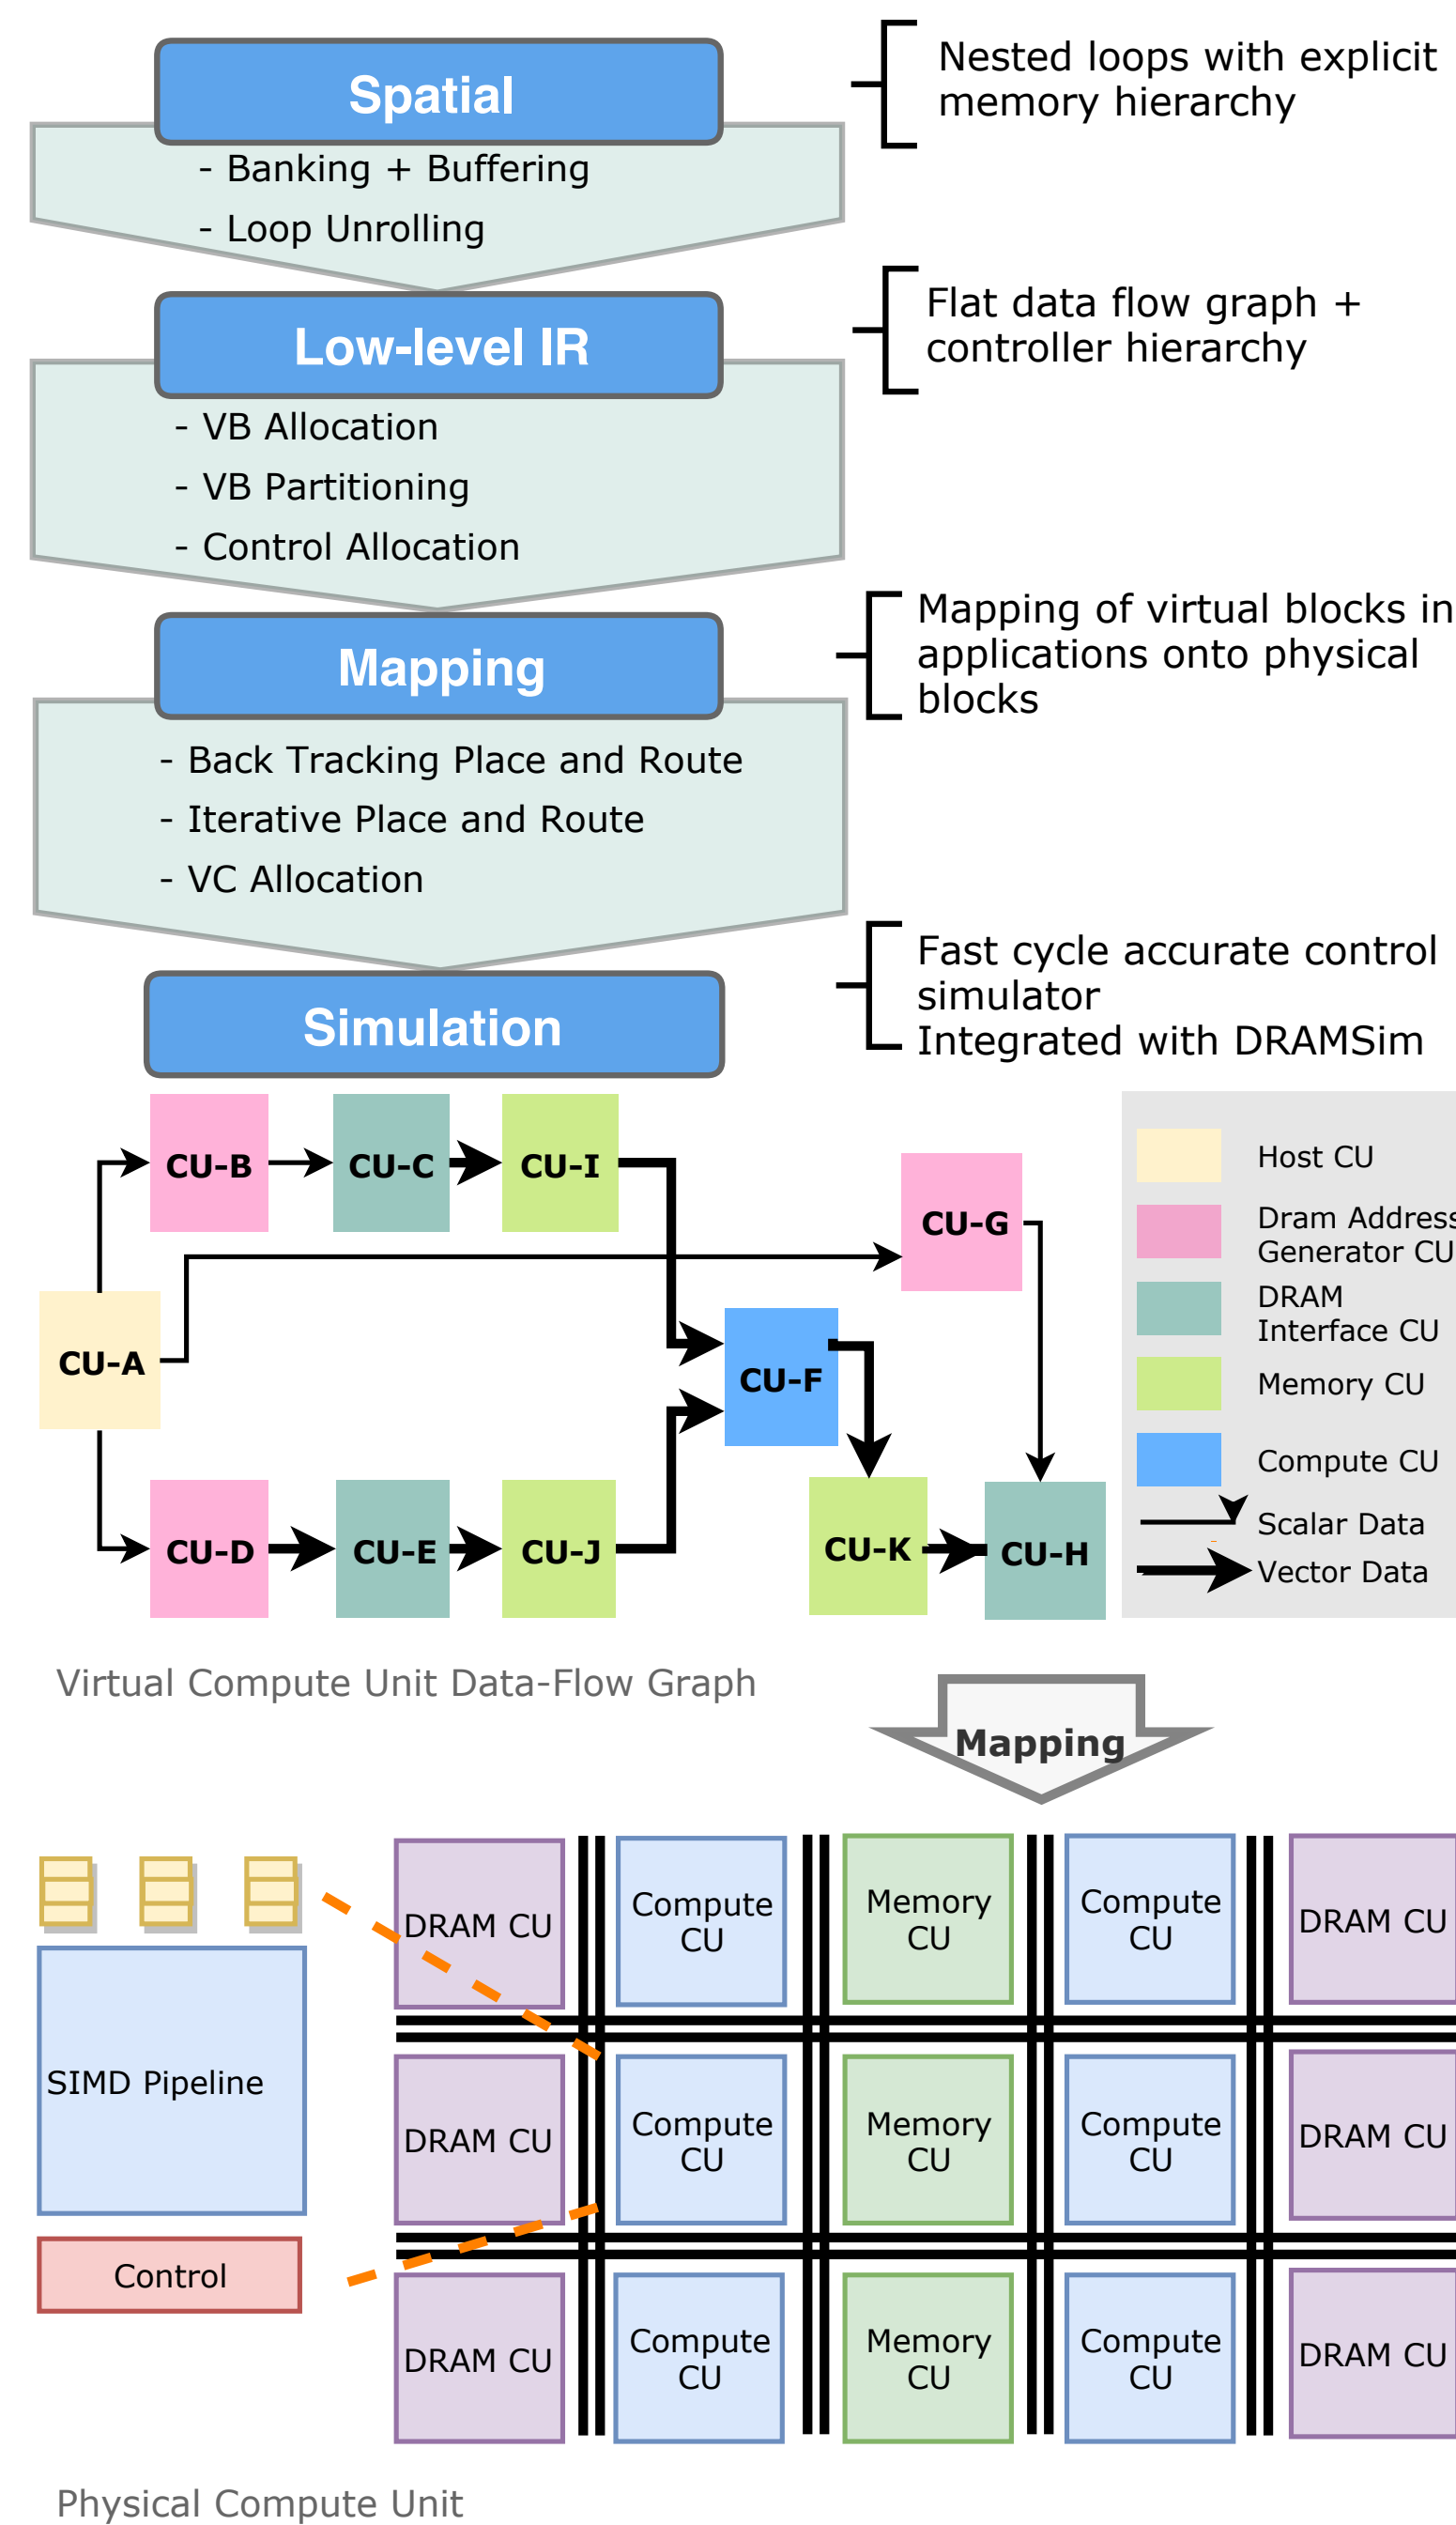 Spatial
Nested loops with explicit
memory hierarchy
- Banking + Buffering
- Loop Unrolling
Low-level IR
Flat data flow graph +
controller hierarchy
- VB Allocation
- VB Partitioning
- Control Allocation
Mapping
Mapping of virtual blocks in
applications onto physical
blocks
- Back Tracking Place and Route
- Iterative Place and Route
- VC Allocation
Simulation
Fast cycle accurate control
simulator
Integrated with DRAMSim
CU-B
CU-C
CU-I
CU-G
CU-A
CU-F
CU-D
CU-E
CU-J
CU-K
CU-H
Host CU
Dram Address
Generator CU
DRAM
Interface CU
Memory CU
Compute CU
Scalar Data
Vector Data
Virtual Compute Unit Data-Flow Graph
Mapping
SIMD Pipeline
Control
DRAM CU
Compute
CU
Memory
CU
Compute
CU
DRAM CU
DRAM CU
Compute
CU
Memory
CU
Compute
CU
DRAM CU
DRAM CU
Compute
CU
Memory
CU
Compute
CU
DRAM CU
Physical Compute Unit